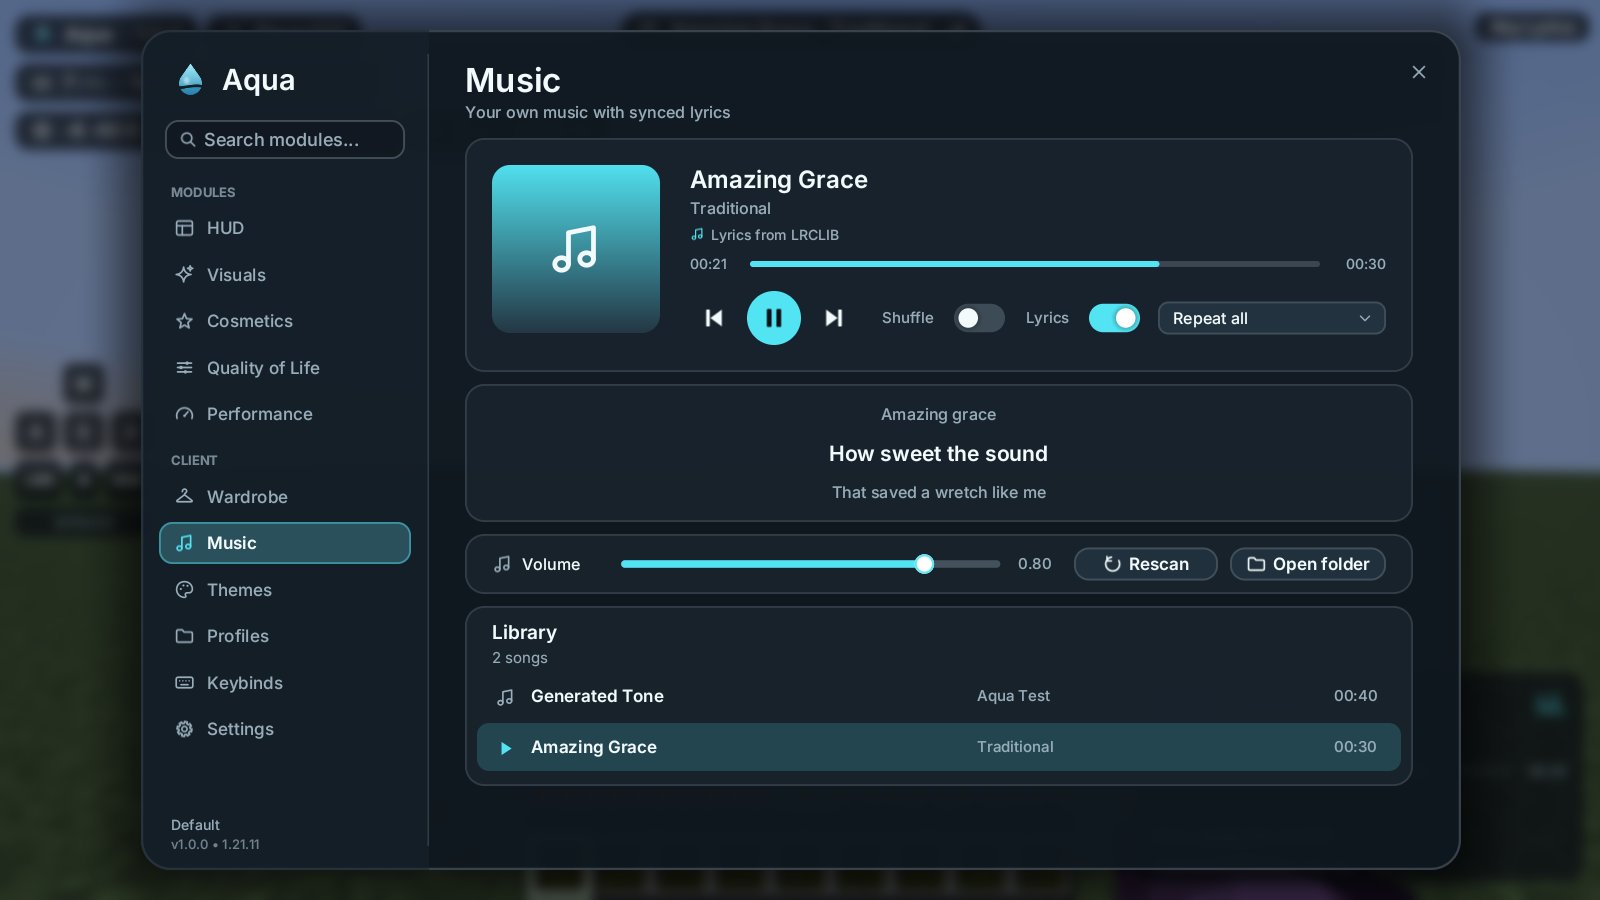 Aqua
Search modules...
MODULES
HUD
Visuals
Cosmetics
Quality of Life
Performance
CLIENT
Wardrobe
Music
Themes
Profiles
Keybinds
Settings
Default
v1.0.0 • 1.21.11
Music
Your own music with synced lyrics
Amazing Grace
Traditional
Lyrics from LRCLIB
00:21 00:30
Shuffle Lyrics Repeat all
Amazing grace
How sweet the sound
That saved a wretch like me
Volume 0.80 Rescan Open folder
Library
2 songs
Generated Tone Aqua Test 00:40
Amazing Grace Traditional 00:30